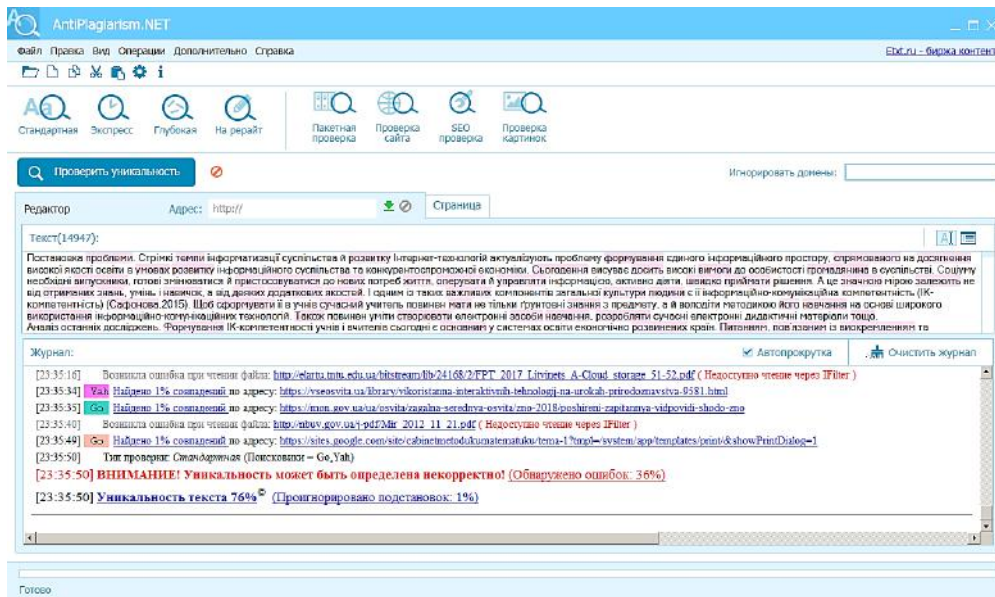 AntiPlagiarism.NET
Файл Правка Вид Операции Дополнительно Справка
Etxt.ru - биржа контент
Стандартная Экспресс Глубокая На рерайт Пакетная проверка Проверка сайта SEO проверка Проверка картинок
Проверить уникальность
Игнорировать домены:
Редактор Адрес: http:// Страница
Текст(14947):
Постановка проблеми. Стрімкі темпи інформатизації суспільства й розвитку Інтернет-технологій актуалізують проблему формування єдиного інформаційного простору, спрямованого на досягнення
високої якості освіти в умовах розвитку інформаційного суспільства та конкурентоспроможної економіки. Сьогодення висуває досить високі вимоги до особистості громадянина в суспільстві. Соціуму
необхідні випускники, готові змінюватися й пристосовуватися до нових потреб життя, оперувати й управляти інформацією, активно діяти, швидко приймати рішення. А це значною мірою залежить не
від отриманих знань, умінь і навичок, а від деяких додаткових якостей. І одним із таких важливих компонентів загальної культури людини є її інформаційно-комунікаційна компетентність (ІК-
компетентність) (Сафонова.2015). Щоб сформувати її в учнів сучасний учитель повинен мати не тільки ґрунтовні знання з предмету, а й володіти методикою його навчання на основі широкого
використання інформаційно-комунікаційних технологій. Також повинен уміти створювати електронні засоби навчання, розробляти сучасні електронні дидактичні матеріали тощо.
Аналіз останніх досліджень. Формування ІК-компетентності учнів і вчителів сьогодні є основним у системах освіти економічно розвинених країн. Питанням, пов'язаним із виокремленням та
Журнал: Автопрокрутка Очистить журнал
[23:35:16] Возникла ошибка при чтении файла: http://elartu.tntu.edu.ua/bitstream/lib/24168/2/FPT_2017_Litvinets_A-Cloud_storage_51-52.pdf ( Недоступно чтение через IFilter )
[23:35:34] Yah Найдено 1% совпадений по адресу: https://vseosvita.ua/library/vikoristanna-interaktivnih-tehnologij-na-urokah-prirodoznavstva-9581.html
[23:35:35] Go Найдено 1% совпадений по адресу: https://mon.gov.ua/ua/osvita/zagalna-serednya-osvita/zno-2018/poshireni-zapitannya-vidpovidi-shodo-zno
[23:35:40] Возникла ошибка при чтении файла: http://nbuv.gov.ua/j-pdf/Mir_2012_11_21.pdf ( Недоступно чтение через IFilter )
[23:35:49] Go Найдено 1% совпадений по адресу: https://sites.google.com/site/cabinetmetodukumatematuku/tema-1?tmpl=/system/app/templates/print/&showPrintDialog=1
[23:35:50] Тип проверки: Стандартная (Поисковики - Go,Yah)
[23:35:50] ВНИМАНИЕ! Уникальность может быть определена некорректно! (Обнаружено ошибок: 36%)
[23:35:50] Уникальность текста 76%© (Проигнорировано подстановок: 1%)
Готово